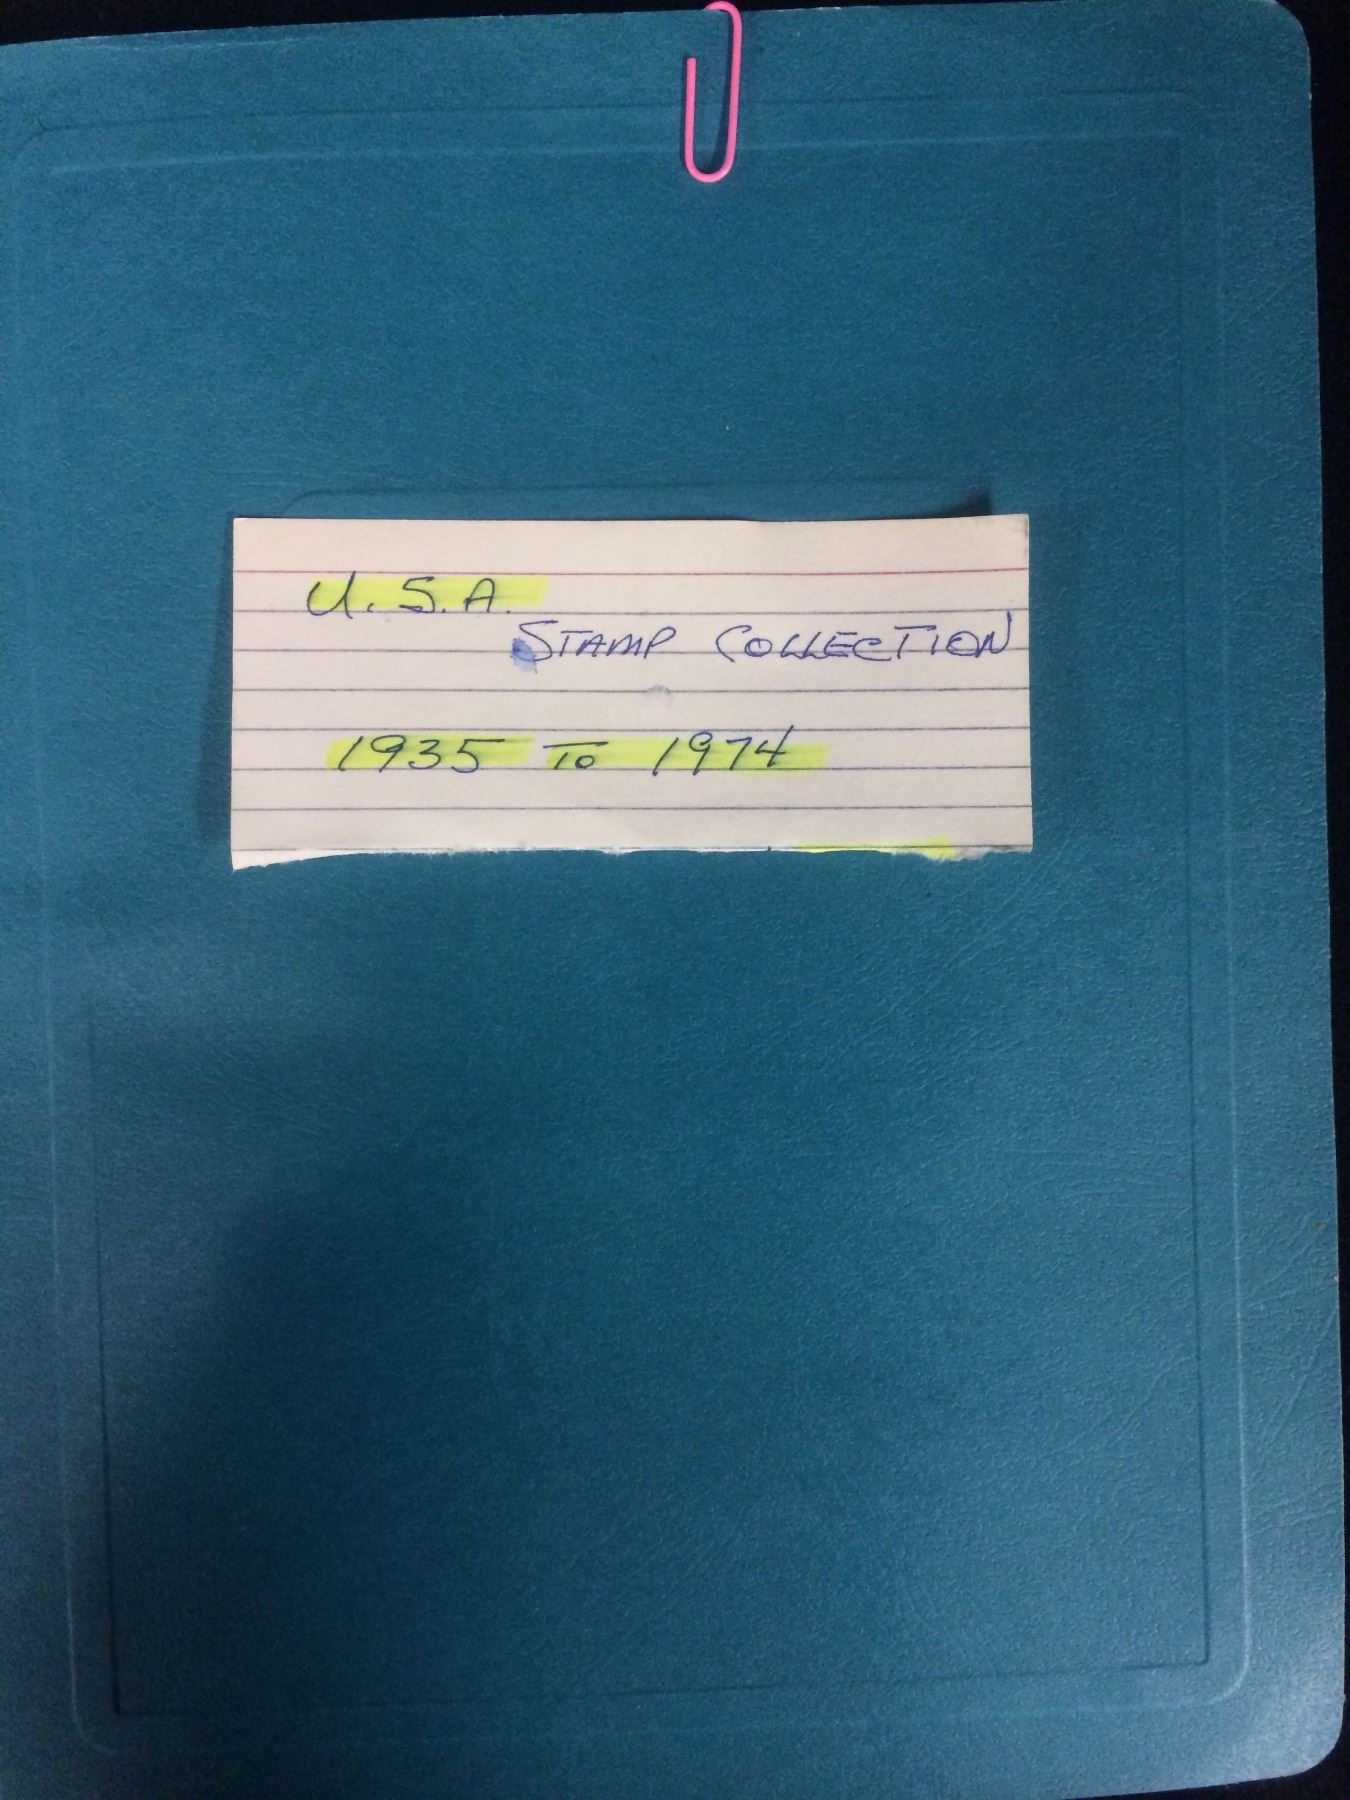 U.S.A.
STAMP COLLECTION
1935 To 1974